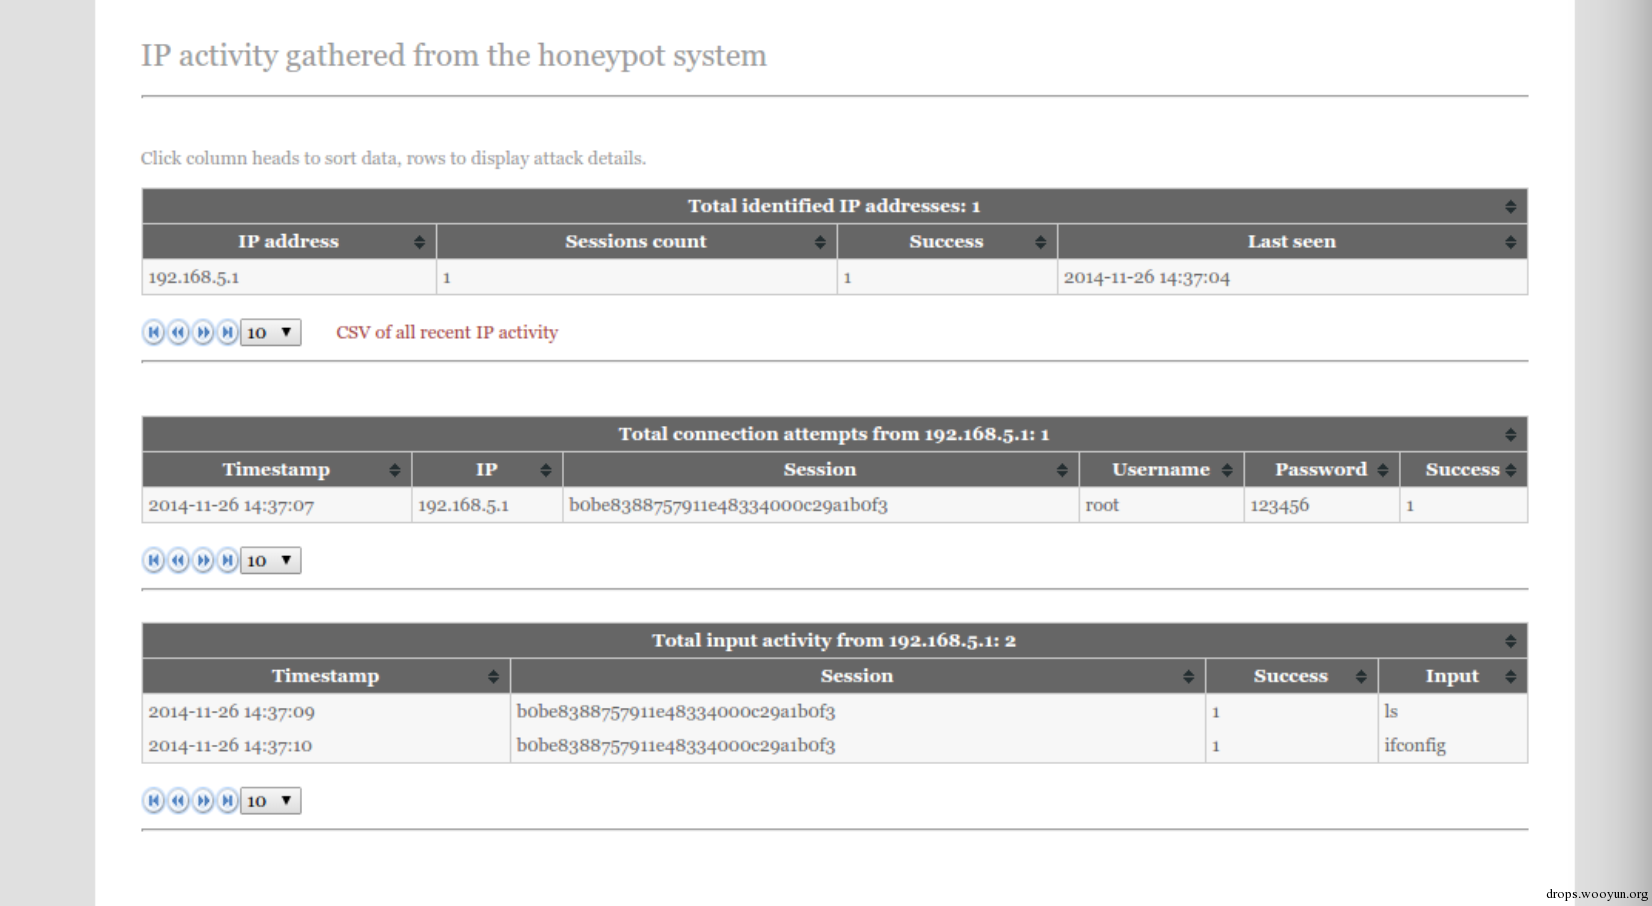 IP activity gathered from the honeypot system
Click column heads to sort data, rows to display attack details.
Total identified IP addresses: 1
IP address Sessions count Success Last seen
192.168.5.1 1 1 2014-11-26 14:37:04
10 CSV of all recent IP activity
Total connection attempts from 192.168.5.1: 1
Timestamp IP Session Username Password Success
2014-11-26 14:37:07 192.168.5.1 b0be8388757911e48334000c29a1b0f3 root 123456 1
10
Total input activity from 192.168.5.1: 2
Timestamp Session Success Input
2014-11-26 14:37:09 b0be8388757911e48334000c29a1b0f3 1 ls
2014-11-26 14:37:10 b0be8388757911e48334000c29a1b0f3 1 ifconfig
10
drops.wooyun.org